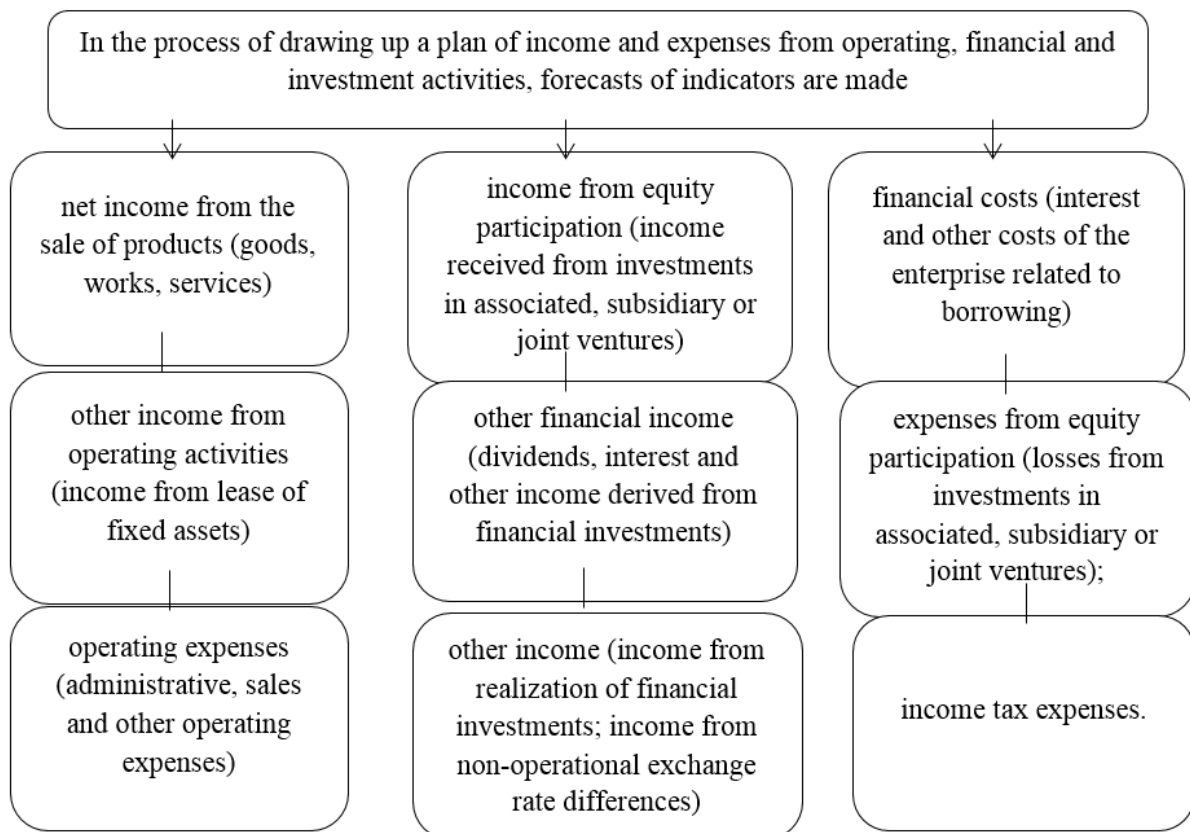 In the process of drawing up a plan of income and expenses from operating, financial and
investment activities, forecasts of indicators are made
net income from the
sale of products (goods,
works, services)
other income from
operating activities
(income from lease of
fixed assets)
operating expenses
(administrative, sales
and other operating
expenses)
income from equity
participation (income
received from investments
in associated, subsidiary or
joint ventures)
other financial income
(dividends, interest and
other income derived from
financial investments)
other income (income from
realization of financial
investments; income from
non-operational exchange
rate differences)
financial costs (interest
and other costs of the
enterprise related to
borrowing)
expenses from equity
participation (losses from
investments in
associated, subsidiary or
joint ventures);
income tax expenses.